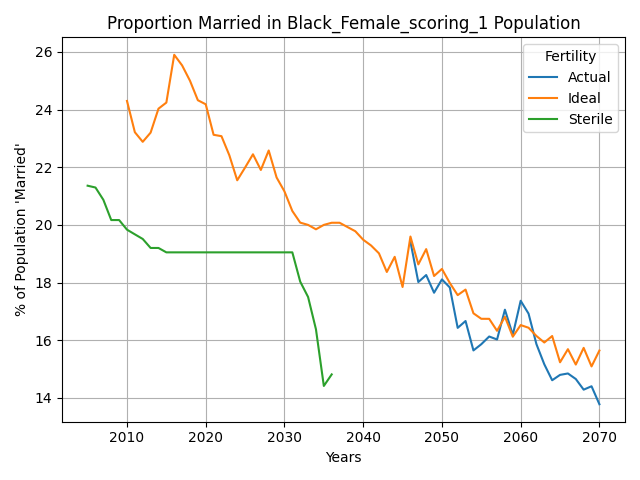 Proportion Married in Black_Female_scoring_1 Population
% of Population 'Married'
26
24
22
20
18
16
14
Fertility
Actual
Ideal
Sterile
2010 2020 2030 2040 2050 2060 2070
Years